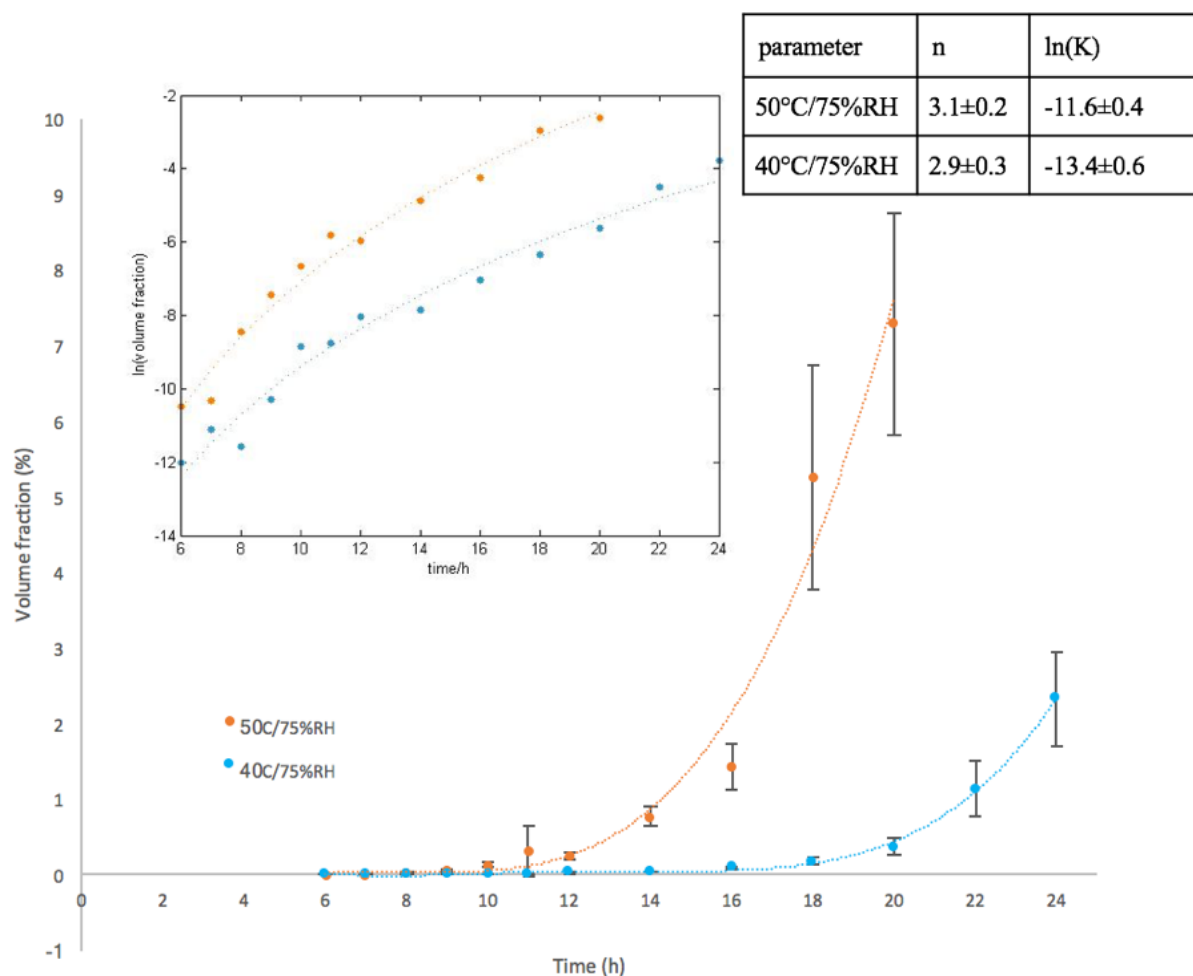 parameter n ln(K)
50°C/75%RH 3.1±0.2 -11.6±0.4
40°C/75%RH 2.9±0.3 -13.4±0.6
-2
-4
-6
-8
-10
-12
-14
ln(volume fraction)
6 8 10 12 14 16 18 20 22 24
time/h
10
9
8
7
6
5
4
3
2
1
0
-1
Volume fraction (%)
50C/75%RH
40C/75%RH
0 2 4 6 8 10 12 14 16 18 20 22 24
Time (h)